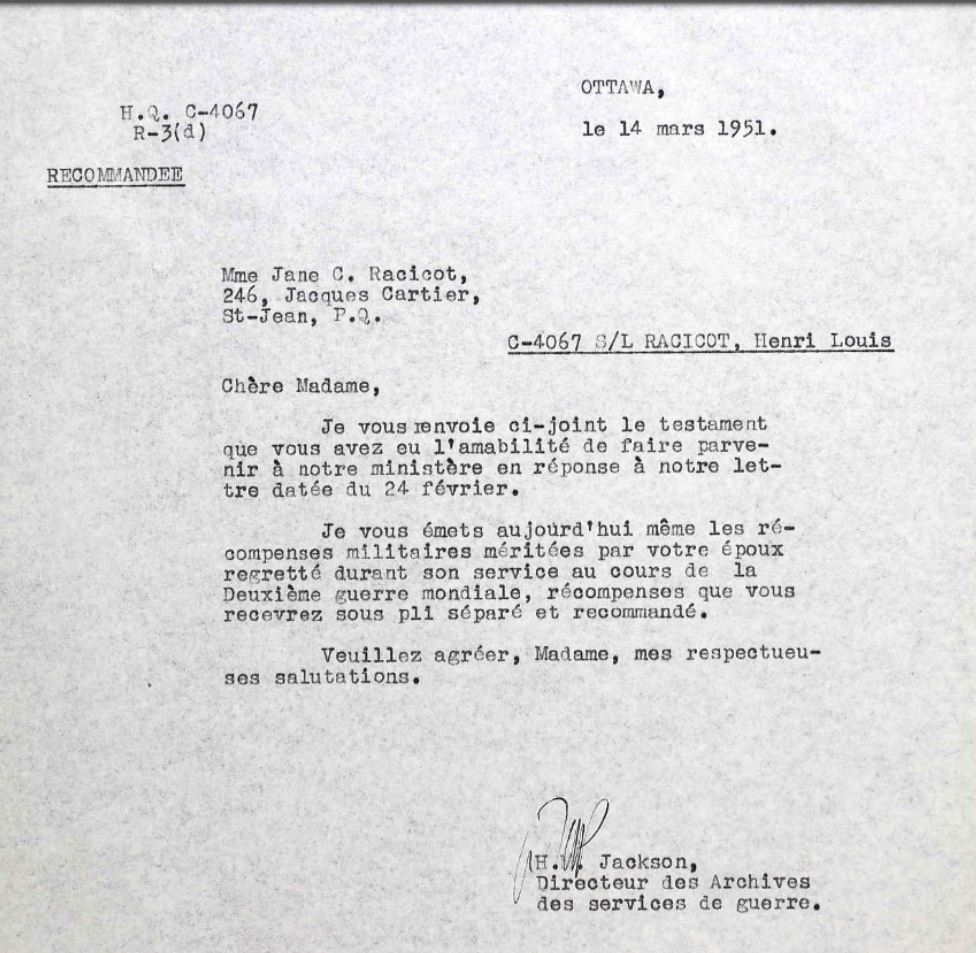 OTTAWA,
H.Q. C-4067
R-3(d)
le 14 mars 1951.
RECOMMANDEE
Mme Jane C. Racicot,
246, Jacques Cartier,
St-Jean, P.Q.
C-4067 S/L RACICOT, Henri Louis
Chère Madame,
Je vous renvoie ci-joint le testament
que vous avez eu l'amabilité de faire parve-
nir à notre ministère en réponse à notre let-
tre datée du 24 février.
Je vous émets aujourd'hui même les ré-
compenses militaires méritées par votre époux
regretté durant son service au cours de la
Deuxième guerre mondiale, récompenses que vous
recevrez sous pli séparé et recommandé.
Veuillez agréer, Madame, mes respectueu-
ses salutations.
Jackson,
Directeur des Archives
des services de guerre.